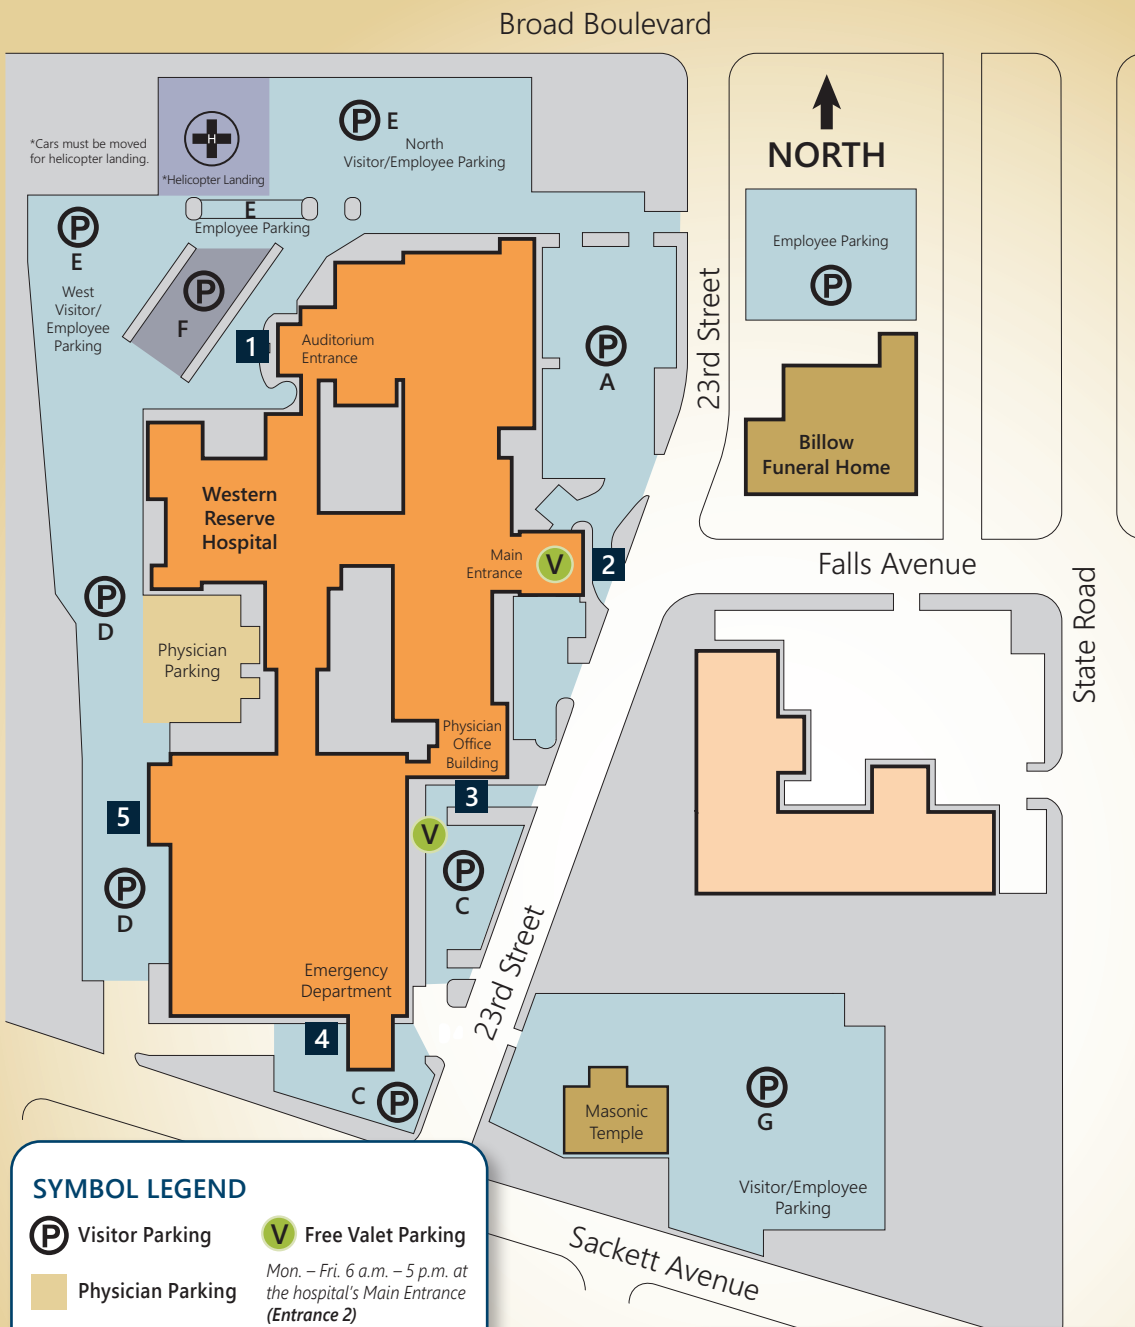 Broad Boulevard
*Cars must be moved
for helicopter landing.
H
*Helicopter Landing
P E
North
Visitor/Employee Parking
NORTH
E
Employee Parking
P
E
West
Visitor/
Employee
Parking
P
F
1
Auditorium
Entrance
P
A
23rd Street
Employee Parking
P
Billow
Funeral Home
Western
Reserve
Hospital
Main
Entrance
V
2
Falls Avenue
State Road
P
D
Physician
Parking
Physician
Office
Building
3
5
V
P
C
P
D
Emergency
Department
4
23rd Street
C P
Masonic
Temple
P
G
Visitor/Employee
Parking
Sackett Avenue
SYMBOL LEGEND
P Visitor Parking
V Free Valet Parking
Physician Parking
Mon. – Fri. 6 a.m. – 5 p.m. at
the hospital's Main Entrance
(Entrance 2)